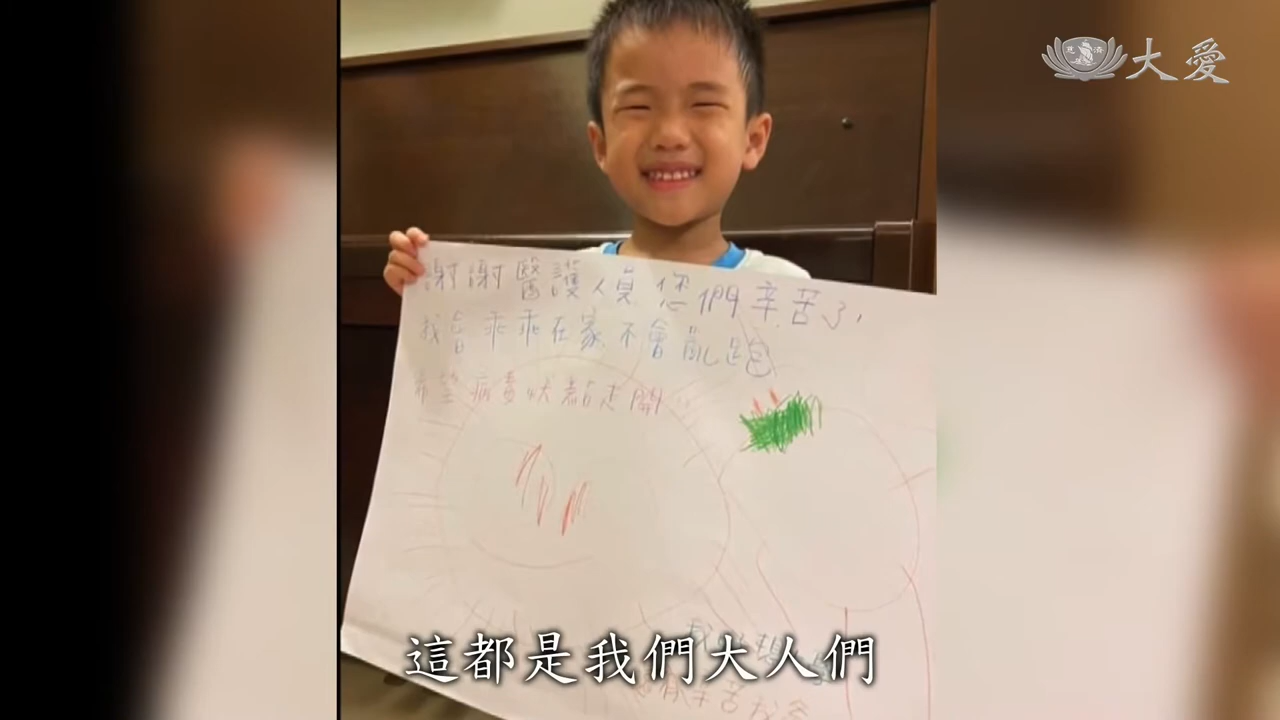 大愛
謝謝醫護人員您們辛苦了,
我會乖乖在家不會亂跑
希望病毒快都走開
這都是我們大人們